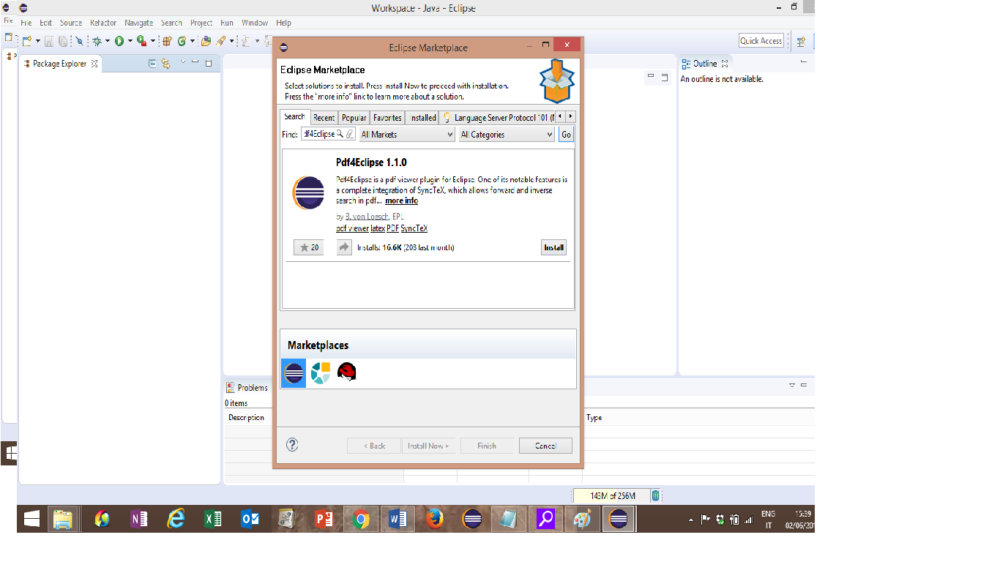 Workspace - Java - Eclipse
File
File Edit Source Refactor Navigate Search Project Run Window Help
Quick Access
Package Explorer
Outline
An outline is not available.
Eclipse Marketplace
Eclipse Marketplace
Select solutions to install. Press Install Now to proceed with installation.
Press the "more info" link to learn more about a solution.
Search Recent Popular Favorites Installed Language Server Protocol 101
Find: df4Eclipse All Markets All Categories Go
Pdf4Eclipse 1.1.0
Pdf4Eclipse is a pdf viewer plugin for Eclipse. One of its notable features is
a complete integration of SyncTeX, which allows forward and inverse
search in pdf... more info
by B. von Loesch, EPL
pdf viewer latex PDF SyncTeX
20 Installs: 16.6K (208 last month) Install
Marketplaces
Problems
0 items
Description Type
? < Back Install Now > Finish Cancel
143M of 256M
ENG 15:39
IT 02/06/201